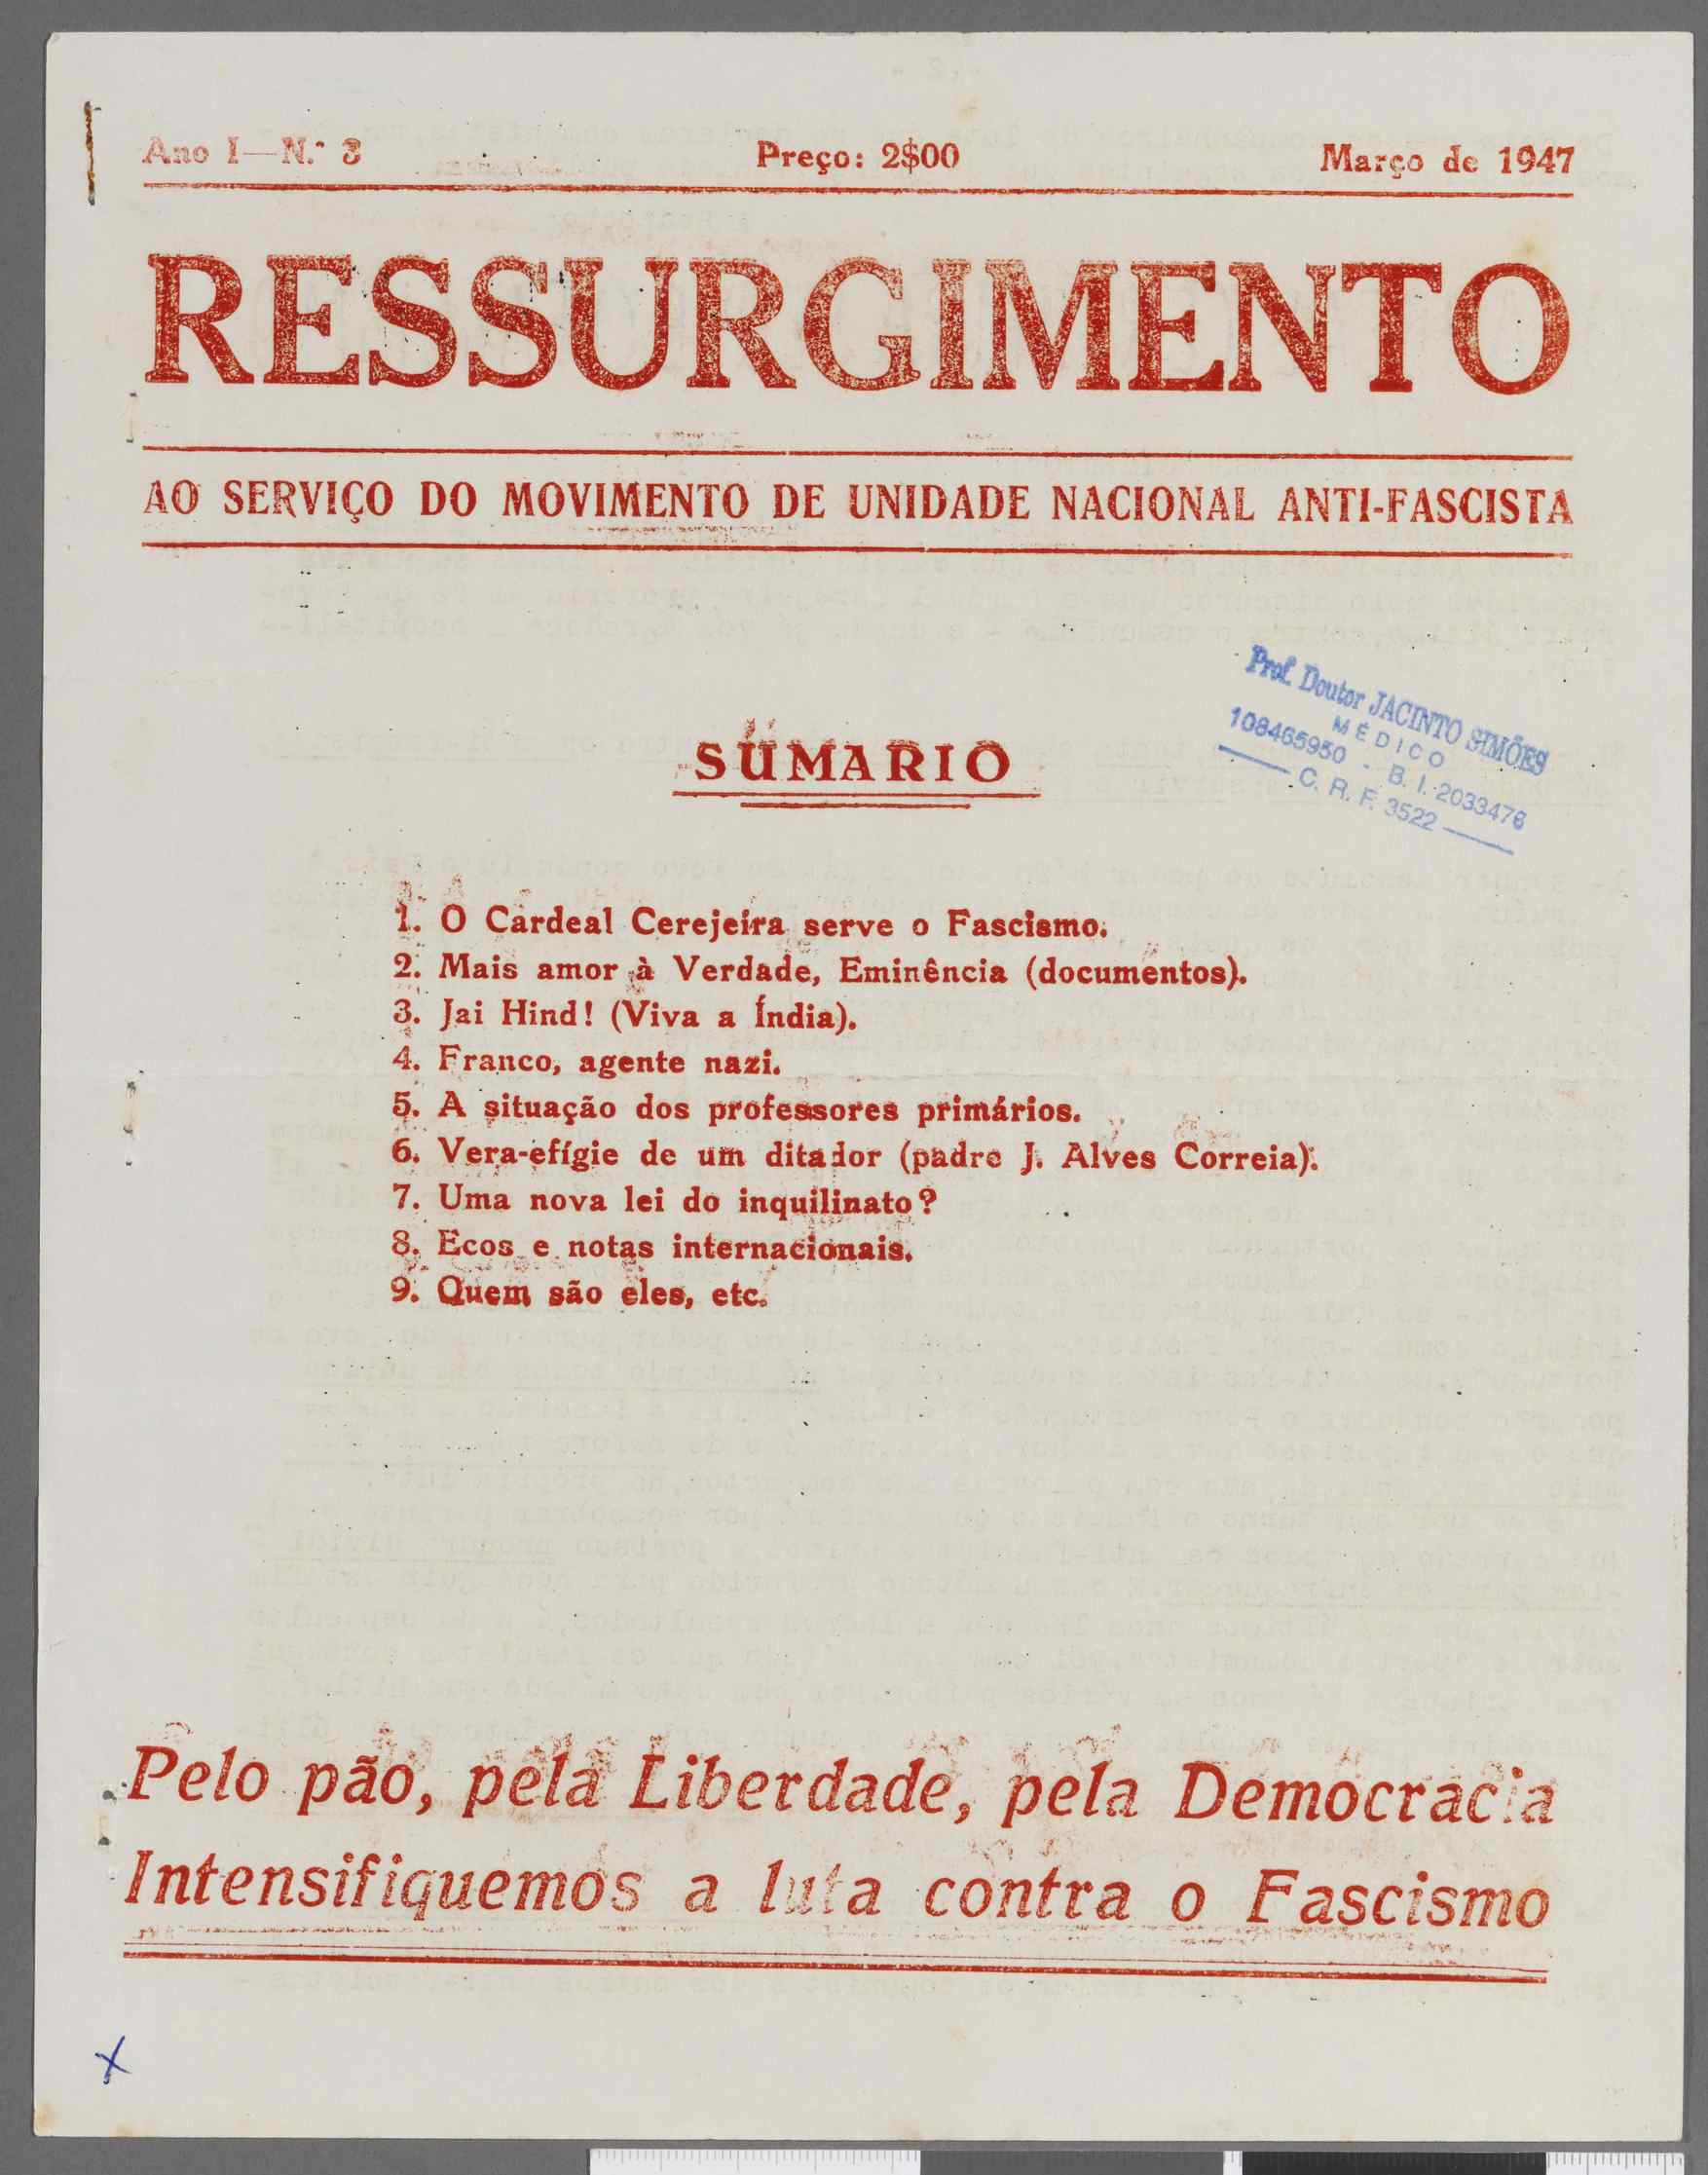 Ano I—N.º 3
Preço: 2$00
Março de 1947
RESSURGIMENTO
AO SERVIÇO DO MOVIMENTO DE UNIDADE NACIONAL ANTI-FASCISTA
Prof. Doutor JACINTO SIMÕES
MÉDICO
108465950 - B. I. 2033476
C. R. F. 3522
SUMARIO
1. O Cardeal Cerejeira serve o Fascismo.
2. Mais amor à Verdade, Eminência (documentos).
3. Jai Hind! (Viva a Índia).
4. Franco, agente nazi.
5. A situação dos professores primários.
6. Vera-efígie de um ditador (padre J. Alves Correia).
7. Uma nova lei do inquilinato?
8. Ecos e notas internacionais.
9. Quem são eles, etc.
Pelo pão, pela Liberdade, pela Democracia
Intensifiquemos a luta contra o Fascismo